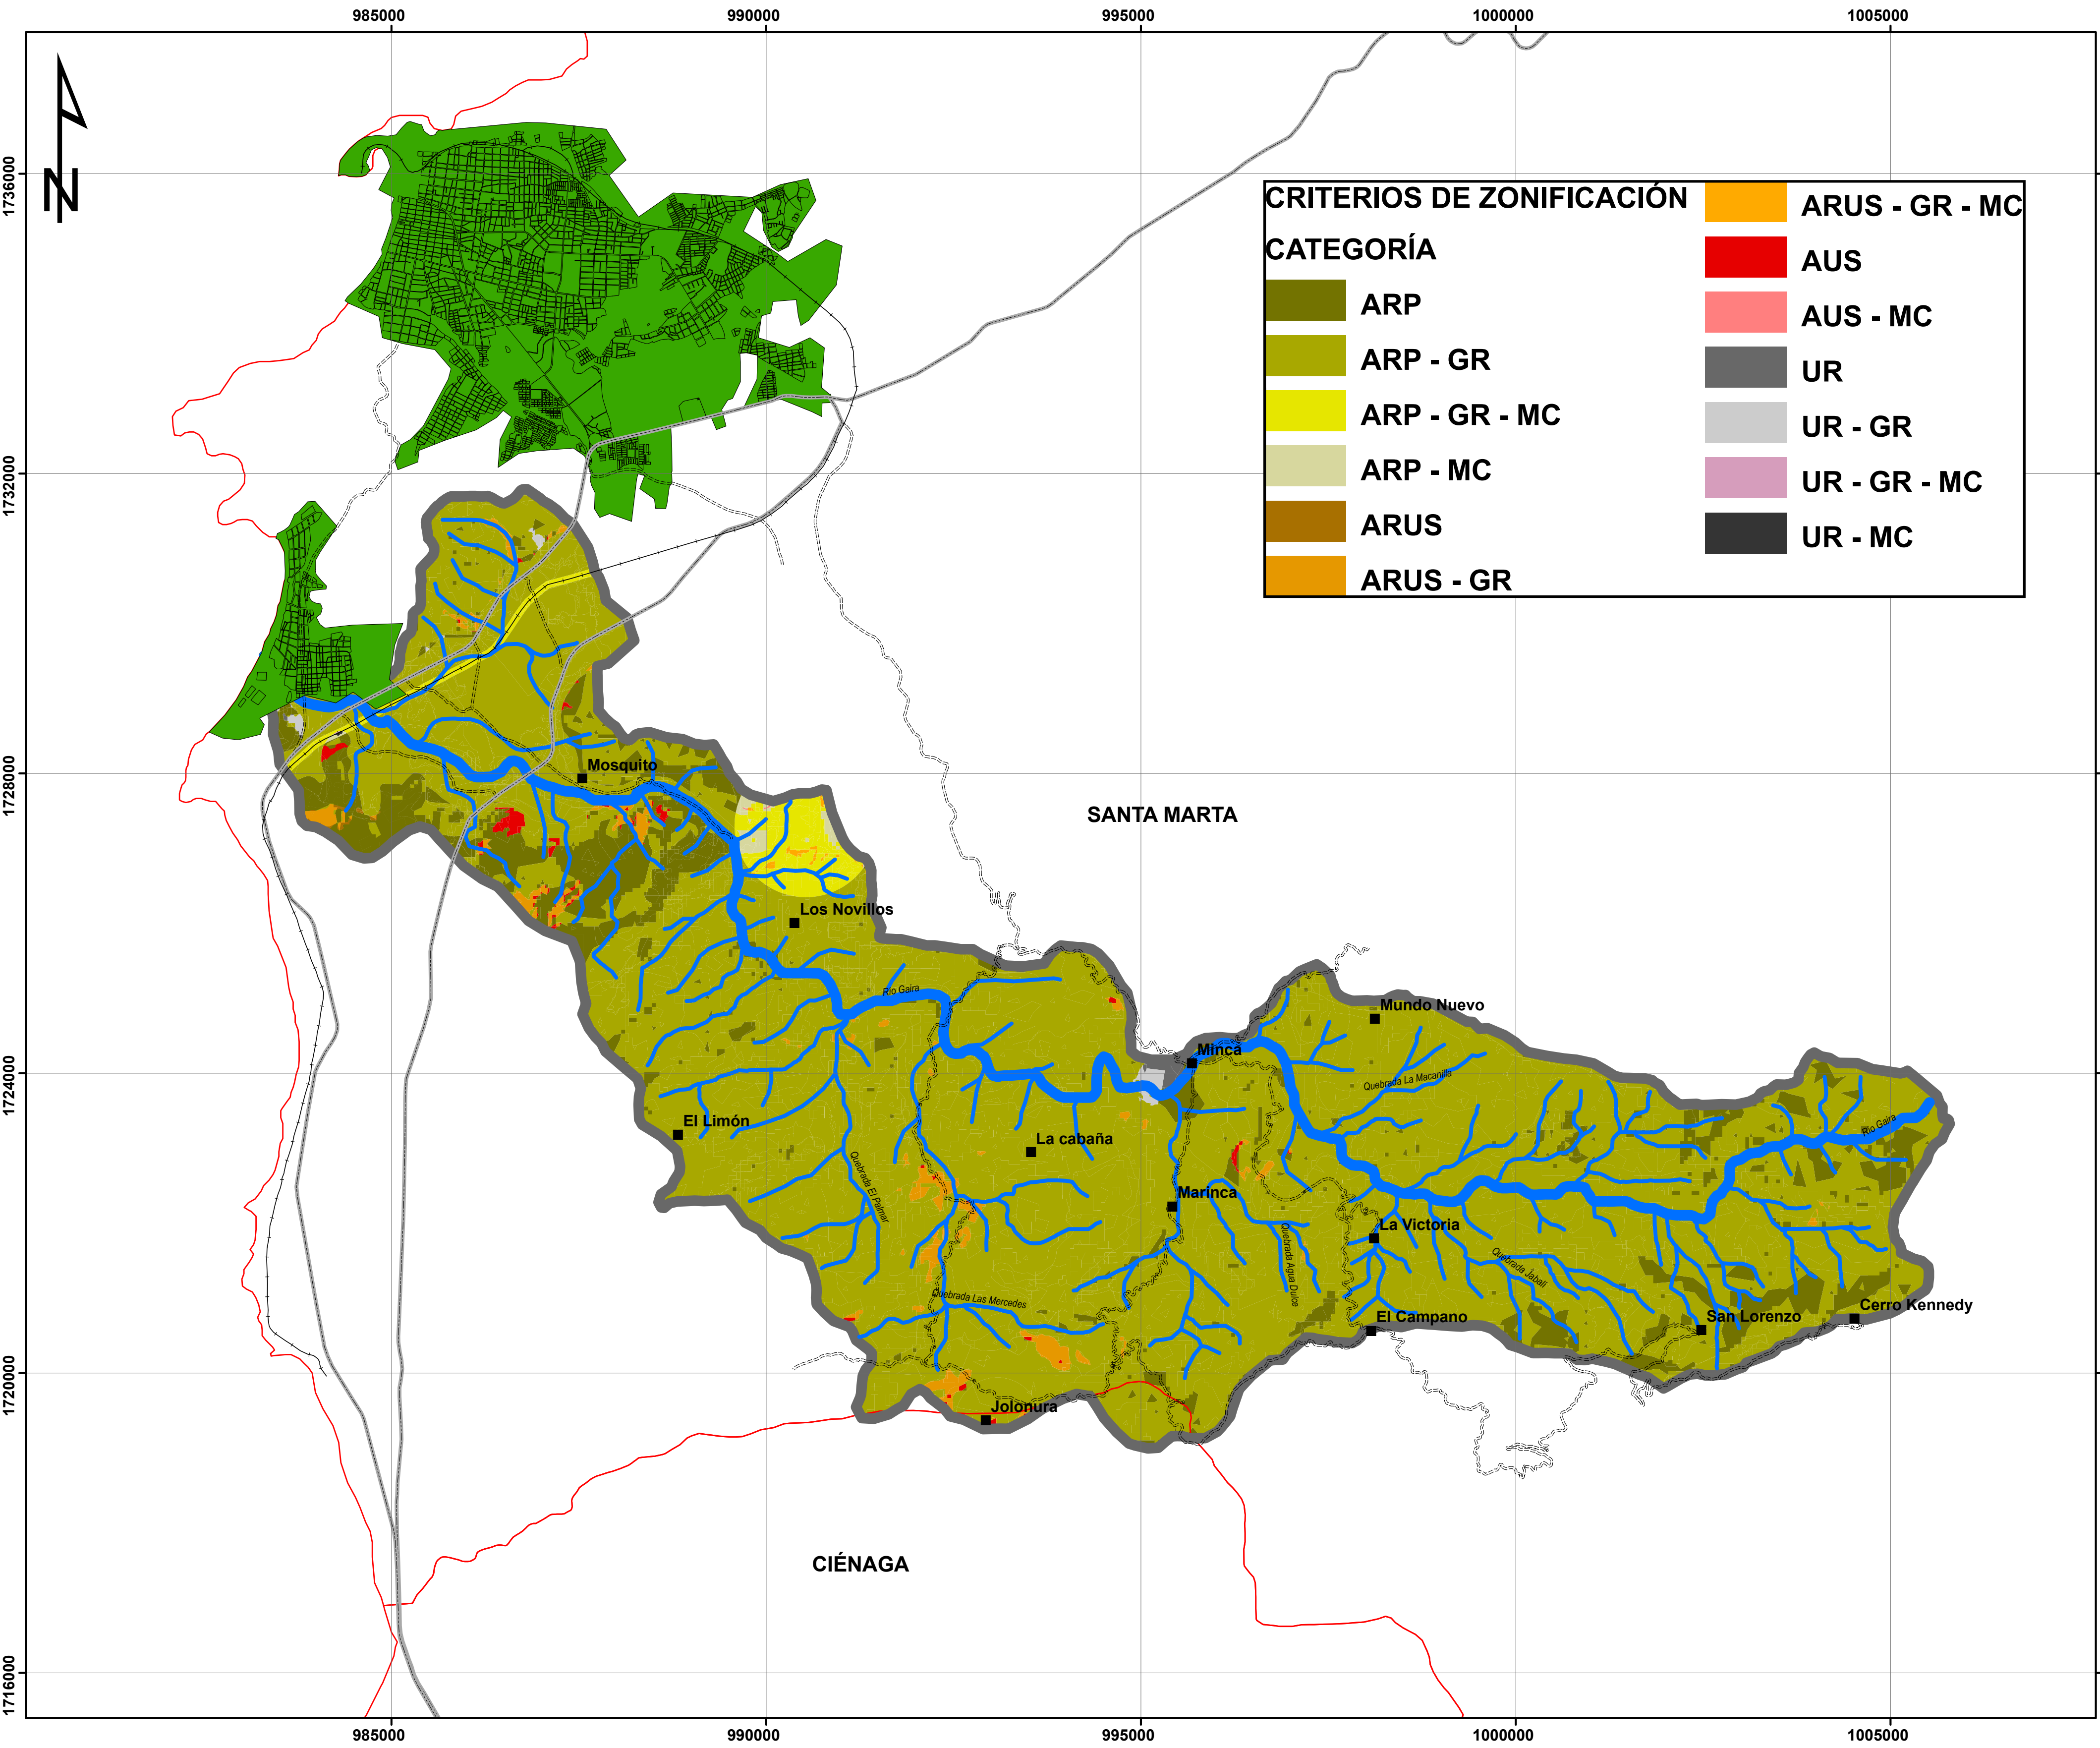 985000
990000
995000
1000000
1005000
1736000
1732000
1728000
1724000
1720000
1716000
N
CRITERIOS DE ZONIFICACIÓN
CATEGORÍA
ARP
ARP - GR
ARP - GR - MC
ARP - MC
ARUS
ARUS - GR
ARUS - GR - MC
AUS
AUS - MC
UR
UR - GR
UR - GR - MC
UR - MC
Mosquito
SANTA MARTA
Los Novillos
Rio Gaira
Mundo Nuevo
Minca
Quebrada La Macanilla
El Limón
La cabaña
Rio Gaira
Quebrada El Palmar
Marinca
La Victoria
Quebrada Agua Dulce
Quebrada Jabalí
Quebrada Las Mercedes
El Campano
San Lorenzo
Cerro Kennedy
Jolonura
CIÉNAGA
985000
990000
995000
1000000
1005000